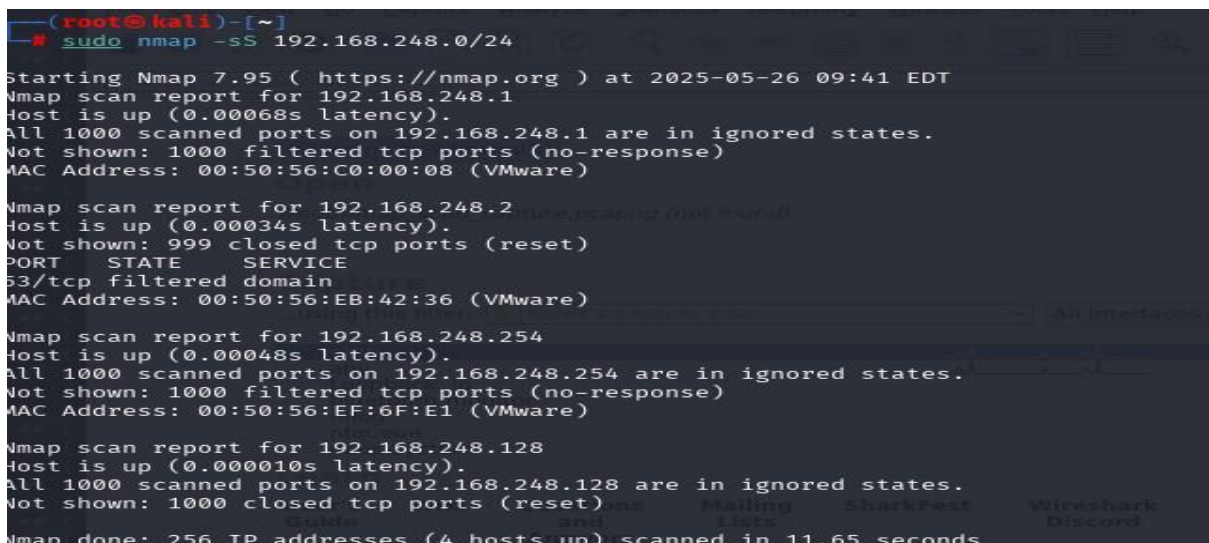 (root㉿kali)-[~]
# sudo nmap -sS 192.168.248.0/24
Starting Nmap 7.95 ( https://nmap.org ) at 2025-05-26 09:41 EDT
Nmap scan report for 192.168.248.1
Host is up (0.00068s latency).
All 1000 scanned ports on 192.168.248.1 are in ignored states.
Not shown: 1000 filtered tcp ports (no-response)
MAC Address: 00:50:56:C0:00:08 (VMware)
Open
Nmap scan report for 192.168.248.2
Host is up (0.00034s latency).
Not shown: 999 closed tcp ports (reset)
PORT STATE SERVICE
53/tcp filtered domain
MAC Address: 00:50:56:EB:42:36 (VMware)
All interfaces
Nmap scan report for 192.168.248.254
Host is up (0.00048s latency).
All 1000 scanned ports on 192.168.248.254 are in ignored states.
Not shown: 1000 filtered tcp ports (no-response)
MAC Address: 00:50:56:EF:6F:E1 (VMware)
Nmap scan report for 192.168.248.128
Host is up (0.000010s latency).
All 1000 scanned ports on 192.168.248.128 are in ignored states.
Not shown: 1000 closed tcp ports (reset)
Mailing SharkFest Wireshark
Guide and Lists Discord
Nmap done: 256 IP addresses (4 hosts up) scanned in 11.65 seconds